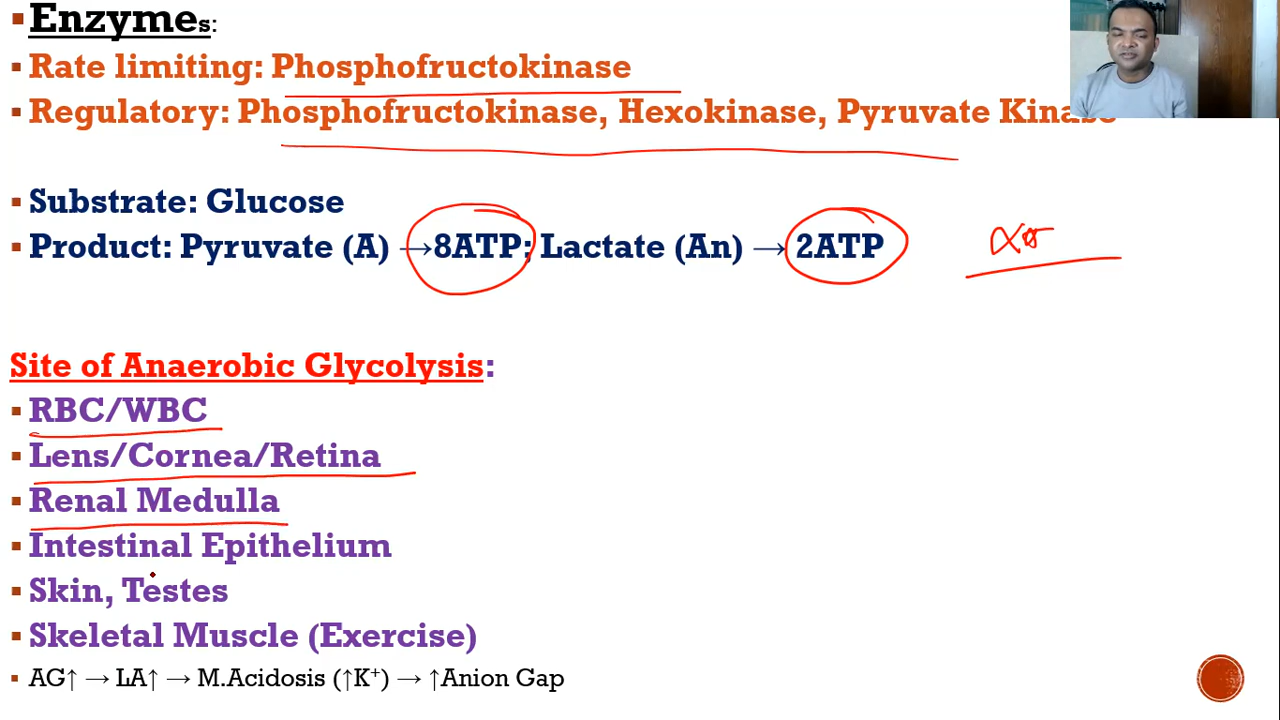 Enzymes:
Rate limiting: Phosphofructokinase
Regulatory: Phosphofructokinase, Hexokinase, Pyruvate Kinase
Substrate: Glucose
Product: Pyruvate (A) →8ATP; Lactate (An) → 2ATP
Site of Anaerobic Glycolysis:
RBC/WBC
Lens/Cornea/Retina
Renal Medulla
Intestinal Epithelium
Skin, Testes
Skeletal Muscle (Exercise)
AG↑ → LA↑ → M.Acidosis (↑K⁺) → ↑Anion Gap